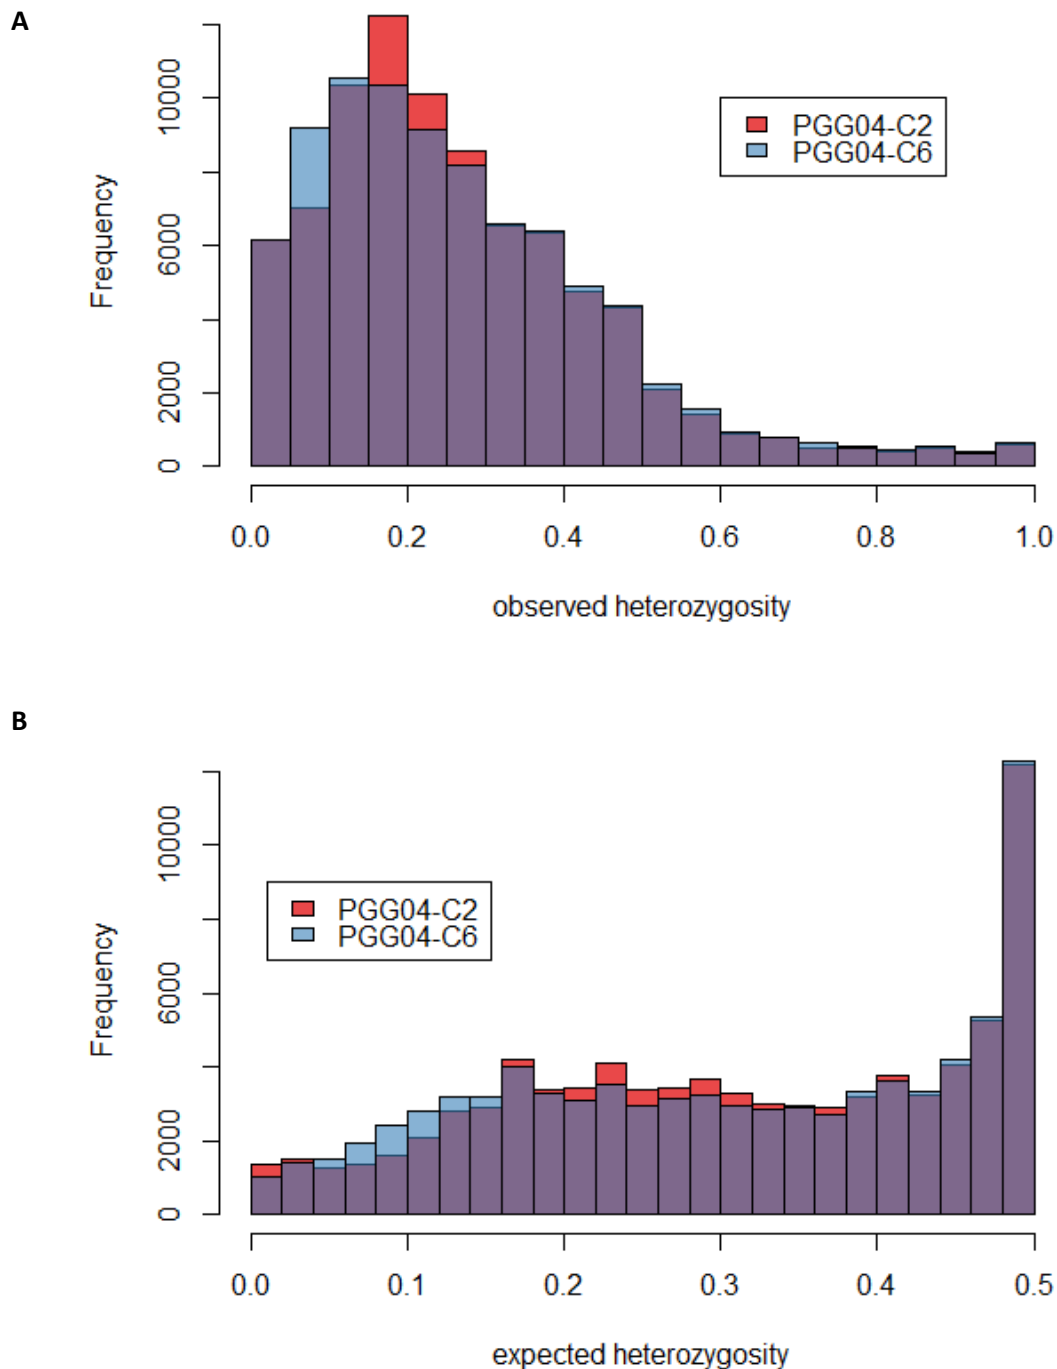 A
Frequency
10000
6000
2000
0
PGG04-C2
PGG04-C6
0.0 0.2 0.4 0.6 0.8 1.0
observed heterozygosity
B
Frequency
10000
6000
2000
0
PGG04-C2
PGG04-C6
0.0 0.1 0.2 0.3 0.4 0.5
expected heterozygosity